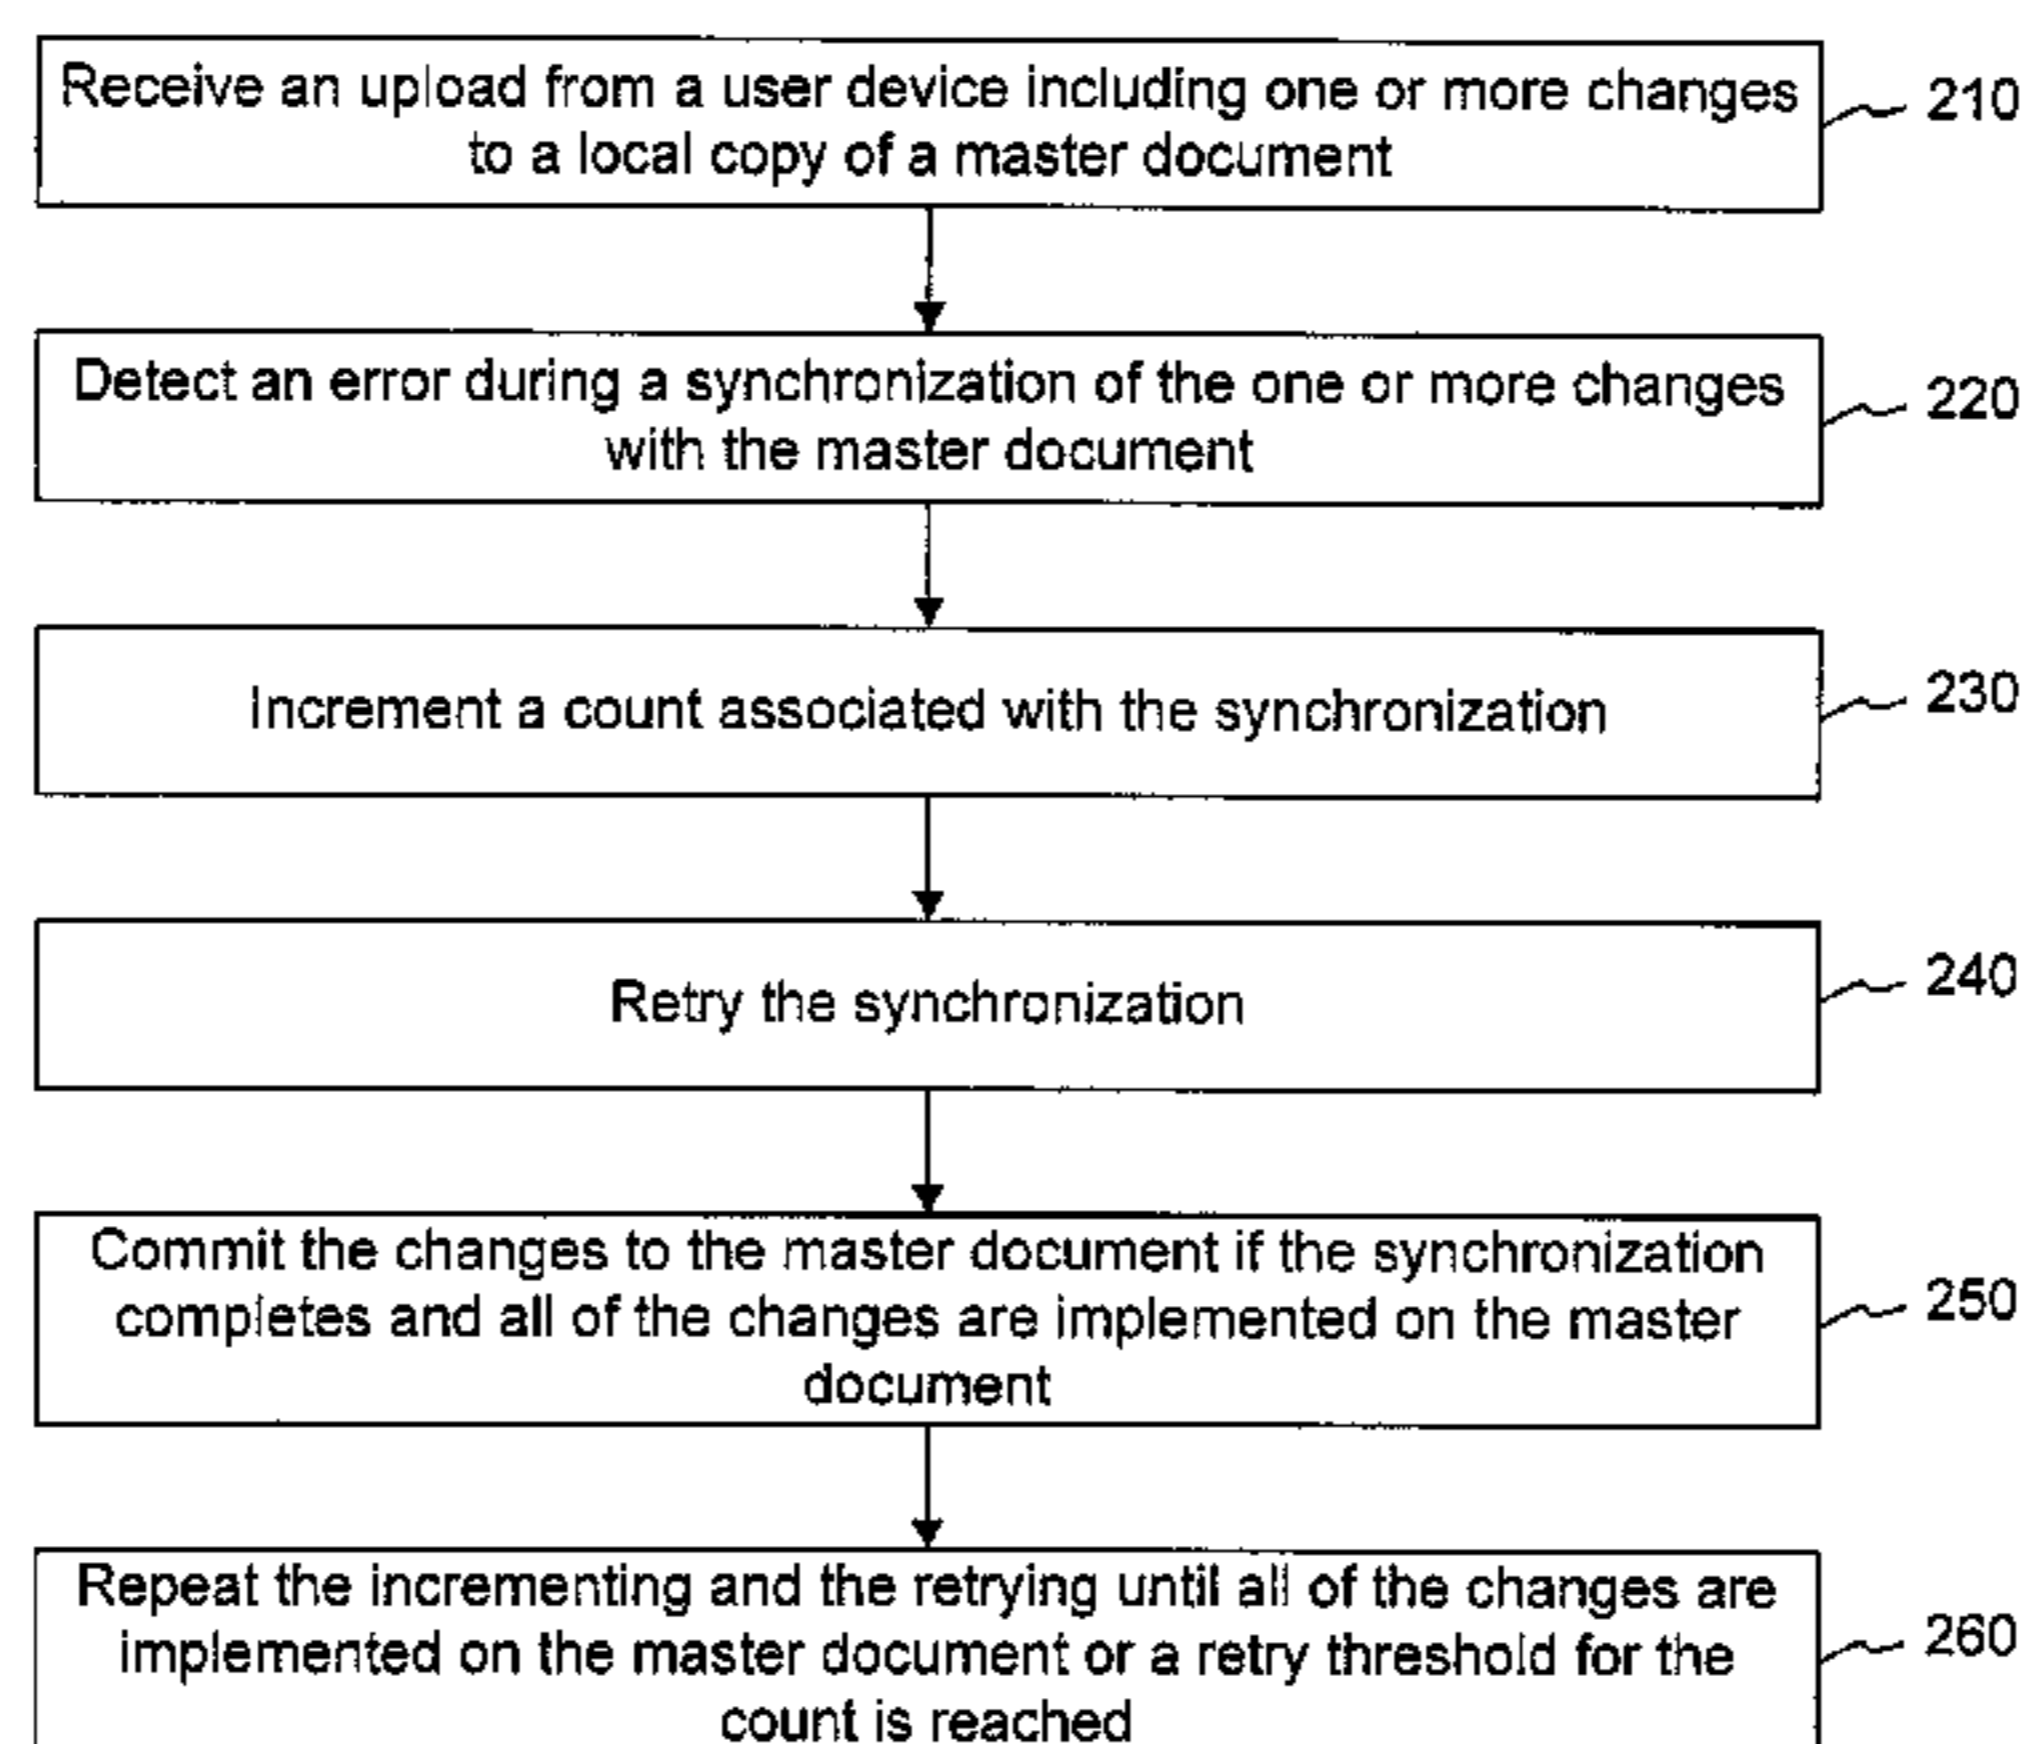 Receive an upload from a user device including one or more changes
to a local copy of a master document
210
Detect an error during a synchronization of the one or more changes
with the master document
220
Increment a count associated with the synchronization
230
Retry the synchronization
240
Commit the changes to the master document if the synchronization
completes and all of the changes are implemented on the master
document
250
Repeat the incrementing and the retrying until all of the changes are
implemented on the master document or a retry threshold for the
count is reached
260